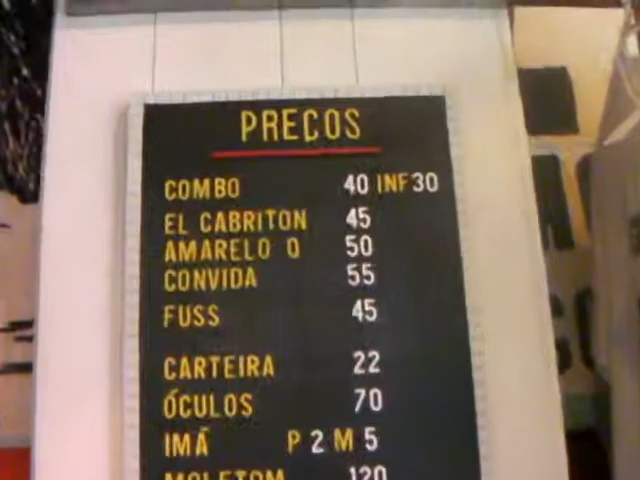 PREÇOS
COMBO 40 INF 30
EL CABRITON 45
AMARELO O 50
CONVIDA 55
FUSS 45
CARTEIRA 22
ÓCULOS 70
IMÃ P 2 M 5
MOLETOM 120